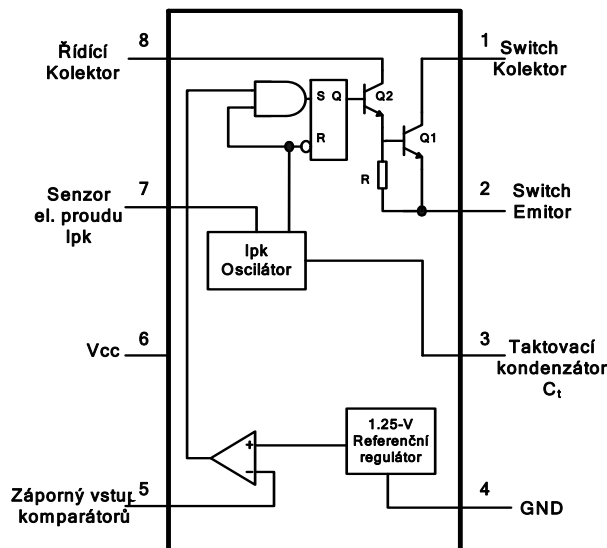 8
Řídící
Kolektor
1
Switch
Kolektor
S Q
R
Q2
Q1
R
7
Senzor
el. proudu
Ipk
2
Switch
Emitor
Ipk
Oscilátor
6
Vcc
3
Taktovací
kondenzátor
Ct
1.25-V
Referenční
regulátor
+
−
5
Záporný vstup
komparátorů
4
GND